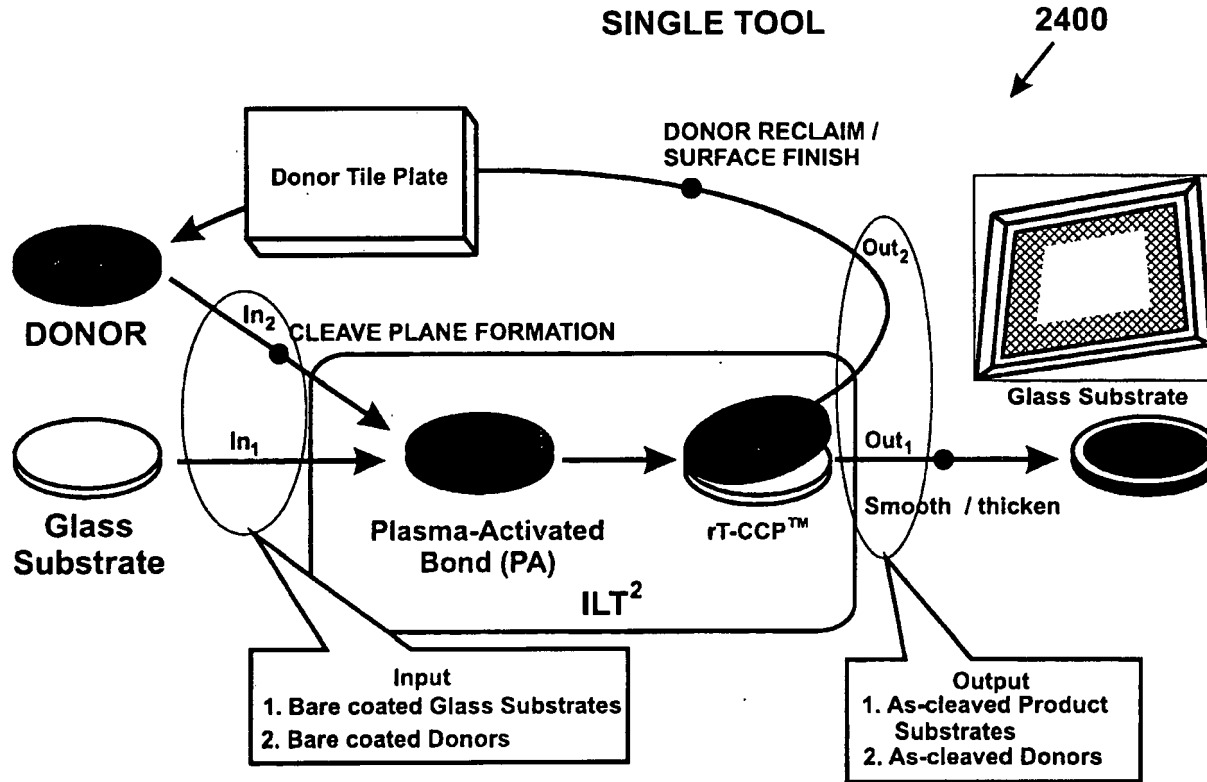 SINGLE TOOL
2400
DONOR RECLAIM /
SURFACE FINISH
Donor Tile Plate
Out2
In2
DONOR
CLEAVE PLANE FORMATION
Glass Substrate
In1
Out1
Glass
Substrate
Plasma-Activated
Bond (PA)
rT-CCP™
Smooth / thicken
ILT²
Input
1. Bare coated Glass Substrates
2. Bare coated Donors
Output
1. As-cleaved Product
Substrates
2. As-cleaved Donors